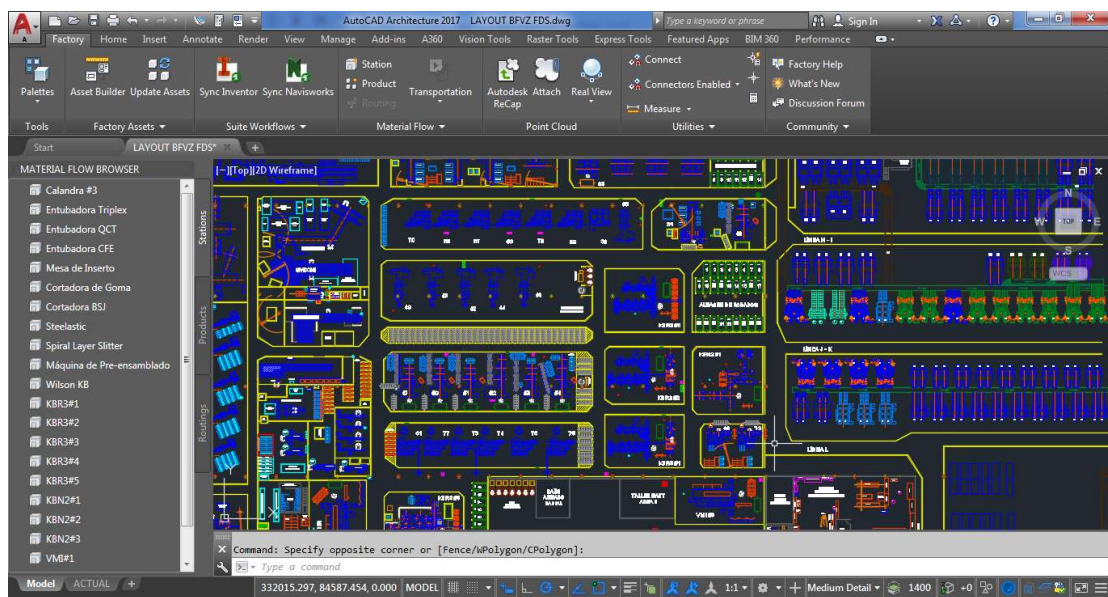 AutoCAD Architecture 2017 LAYOUT BFVZ FDS.dwg
Type a keyword or phrase
Sign In
Factory Home Insert Annotate Render View Manage Add-ins A360 Vision Tools Raster Tools Express Tools Featured Apps BIM 360 Performance
Palettes
Asset Builder
Update Assets
Sync Inventor
Sync Navisworks
Station
Product
Routing
Transportation
Autodesk ReCap
Attach
Real View
Connect
Connectors Enabled
Measure
Factory Help
What's New
Discussion Forum
Tools
Factory Assets
Suite Workflows
Material Flow
Point Cloud
Utilities
Community
Start
LAYOUT BFVZ FDS*
MATERIAL FLOW BROWSER
Calandra #3
Entubadora Triplex
Entubadora QCT
Entubadora CFE
Mesa de Inserto
Cortadora de Goma
Cortadora BSJ
Steelastic
Spiral Layer Slitter
Máquina de Pre-ensamblado
Wilson KB
KBR3#1
KBR3#2
KBR3#3
KBR3#4
KBR3#5
KBN2#1
KBN2#2
KBN2#3
VMI#1
Stations
Products
Routings
[−][Top][2D Wireframe]
N
W
TOP
E
S
WCS
LÍNEA H - I
LÍNEA J - K
LÍNEA L
Command: Specify opposite corner or [Fence/WPolygon/CPolygon]:
Type a command
Model
ACTUAL
332015.297, 84587.454, 0.000 MODEL
1:1
Medium Detail
1400
+0